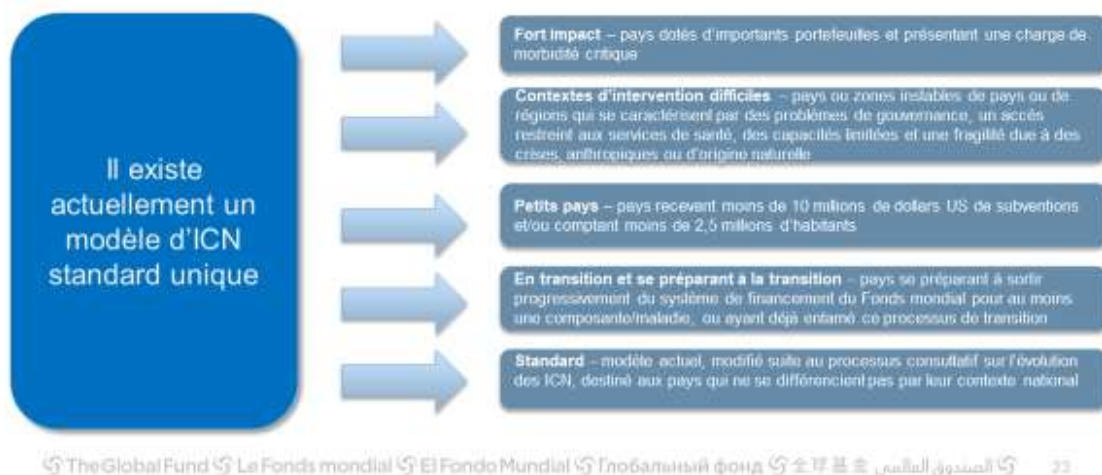 Il existe
actuellement un
modèle d'ICN
standard unique
Fort impact – pays dotés d'importants portefeuilles et présentant une charge de
morbidité critique
Contextes d'intervention difficiles – pays ou zones instables de pays ou de
régions qui se caractérisent par des problèmes de gouvernance, un accès
restreint aux services de santé, des capacités limitées et une fragilité due à des
crises, anthropiques ou d'origine naturelle
Petits pays – pays recevant moins de 10 millions de dollars US de subventions
et/ou comptant moins de 2,5 millions d'habitants
En transition et se préparant à la transition – pays se préparant à sortir
progressivement du système de financement du Fonds mondial pour au moins
une composante/maladie, ou ayant déjà entamé ce processus de transition
Standard – modèle actuel, modifié suite au processus consultatif sur l'évolution
des ICN, destiné aux pays qui ne se différencient pas par leur contexte national
The Global Fund Le Fonds mondial El Fondo Mundial Глобальный фонд 全球基金 الصندوق العالمي 23